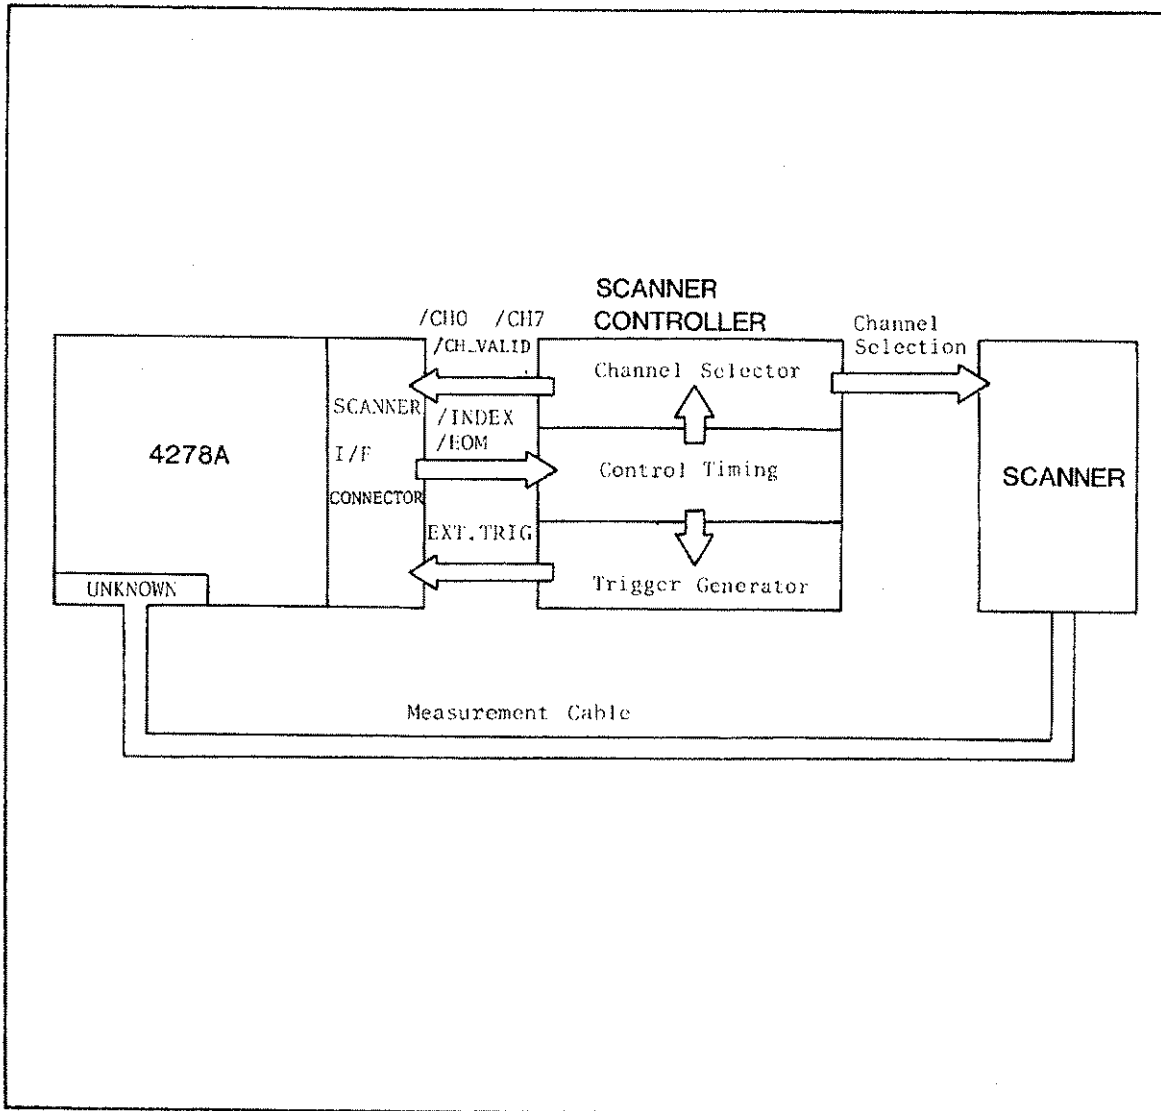 SCANNER
CONTROLLER
/CH0 /CH7
/CH_VALID
Channel
Selection
Channel Selector
SCANNER
I/F
CONNECTOR
/INDEX
/EOM
4278A
Control Timing
SCANNER
EXT.TRIG
UNKNOWN
Trigger Generator
Measurement Cable